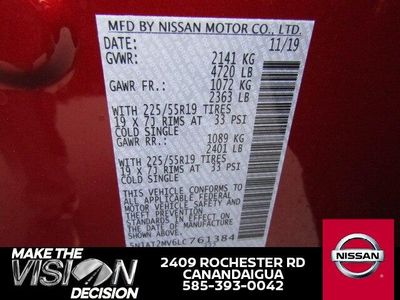 MFD BY NISSAN MOTOR CO., LTD.
DATE: 11/19
GVWR: 2141 KG
4720 LB
GAWR FR.: 1072 KG
2363 LB
WITH 225/55R19 TIRES
19 X 7J RIMS AT 33 PSI
COLD SINGLE
GAWR RR.: 1089 KG
2401 LB
WITH 225/55R19 TIRES
19 X 7J RIMS AT 33 PSI
COLD SINGLE
THIS VEHICLE CONFORMS TO ALL
APPLICABLE FEDERAL
MOTOR VEHICLE SAFETY
IN EFFECT ON THE DATE OF
MANUFACTURE SHOWN ABOVE.
5N1AT2MV6LC761384
MAKE THE
VISION
DECISION
2409 ROCHESTER RD
CANANDAIGUA
585-393-0042
NISSAN